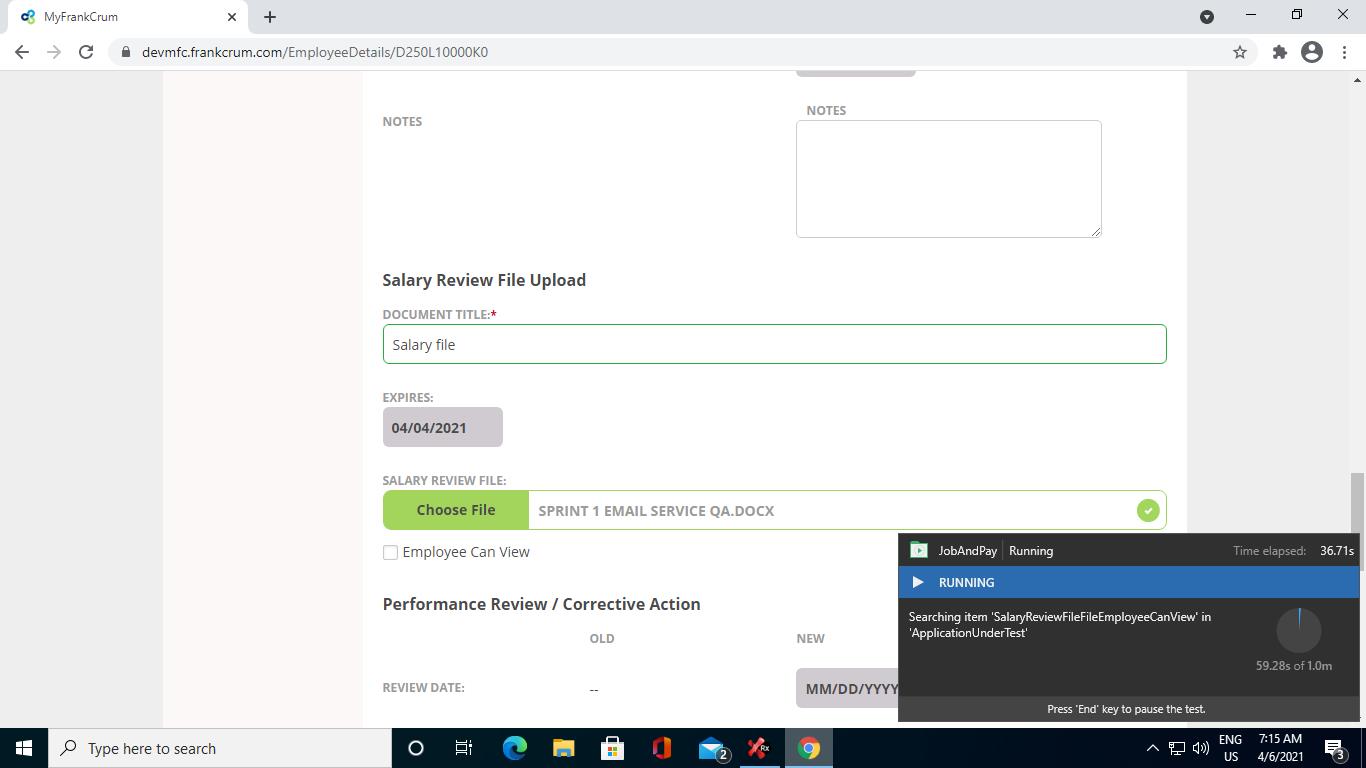 MyFrankCrum
devmfc.frankcrum.com/EmployeeDetails/D250L10000K0
NOTES
NOTES
Salary Review File Upload
DOCUMENT TITLE:*
Salary file
EXPIRES:
04/04/2021
SALARY REVIEW FILE:
Choose File
SPRINT 1 EMAIL SERVICE QA.DOCX
Employee Can View
Performance Review / Corrective Action
OLD
NEW
REVIEW DATE:
--
MM/DD/YYYY
JobAndPay
Running
Time elapsed: 36.71s
RUNNING
Searching item 'SalaryReviewFileFileEmployeeCanView' in
'ApplicationUnderTest'
59.28s of 1.0m
Press 'End' key to pause the test.
Type here to search
2
Rx
ENG
US
7:15 AM
4/6/2021
3